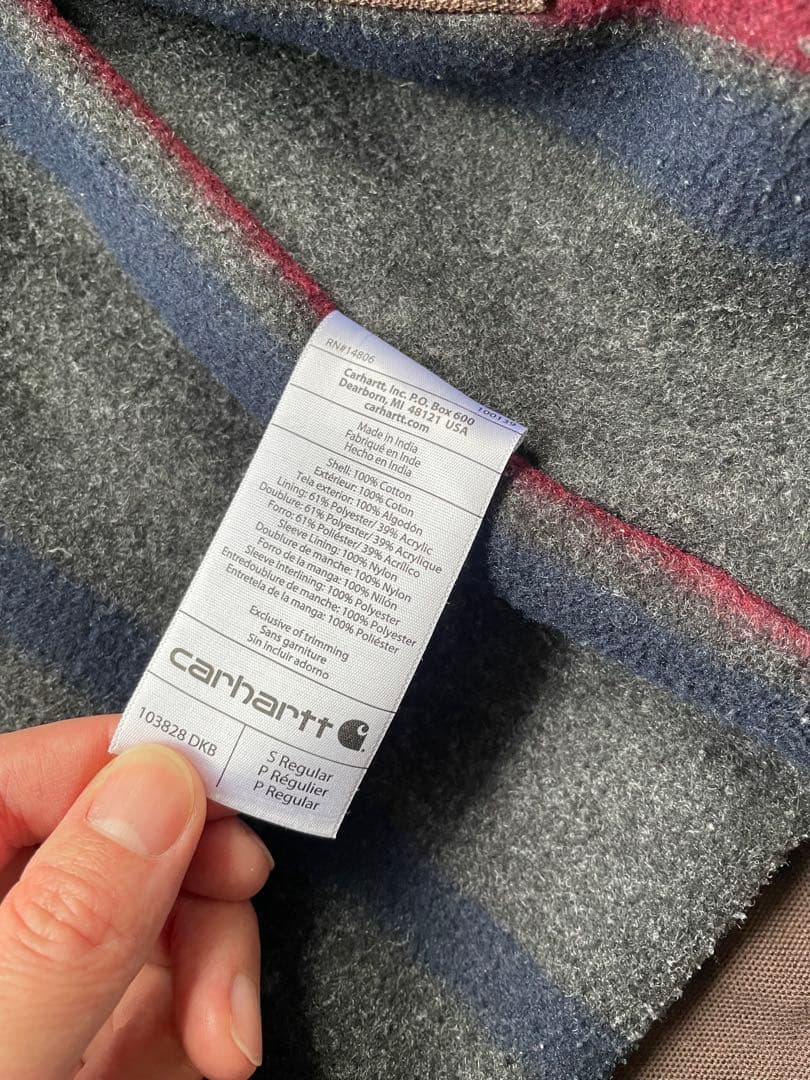 RN#14806
100139
Carhartt, Inc. P.O. Box 600
Dearborn, MI 48121 USA
carhartt.com
Made in India
Fabriqué en Inde
Hecho en India
Shell: 100% Cotton
Extérieur: 100% Coton
Tela exterior: 100% Algodón
Lining: 61% Polyester/ 39% Acrylic
Doublure: 61% Polyester/ 39% Acrylique
Forro: 61% Poliéster/ 39% Acrílico
Sleeve Lining: 100% Nylon
Doublure de manche: 100% Nylon
Forro de la manga: 100% Nilón
Sleeve Interlining: 100% Polyester
Entredoublure de manche: 100% Polyester
Entretela de la manga: 100% Poliéster
Exclusive of trimming
Sans garniture
Sin incluir adorno
carhartt
103828 DKB
S Regular
P Régulier
P Regular